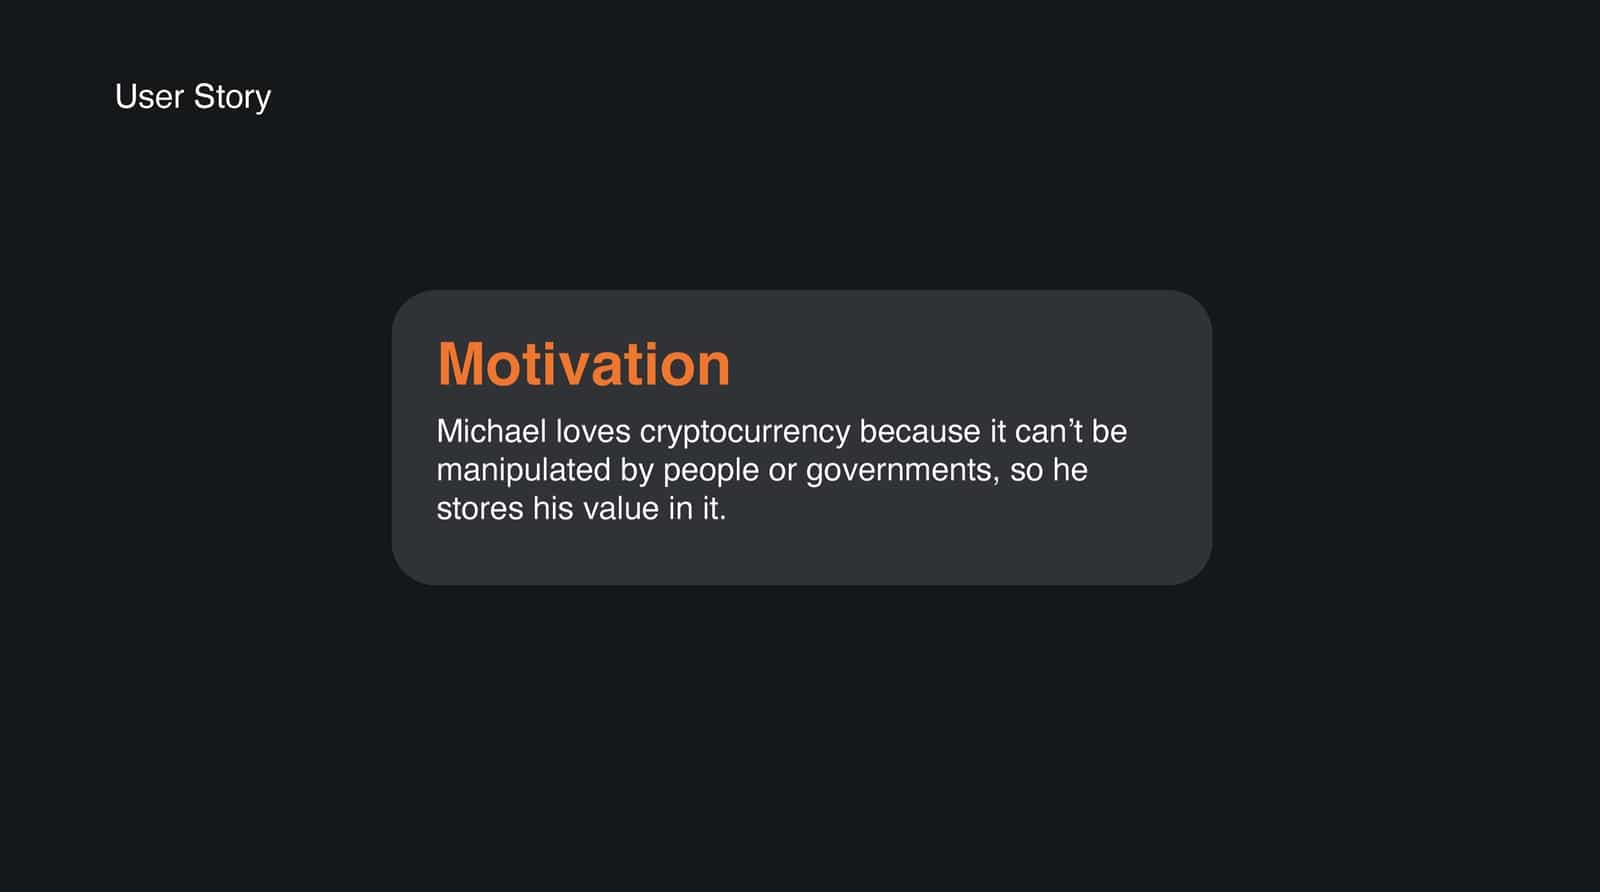 User Story
Motivation
Michael loves cryptocurrency because it can’t be
manipulated by people or governments, so he
stores his value in it.